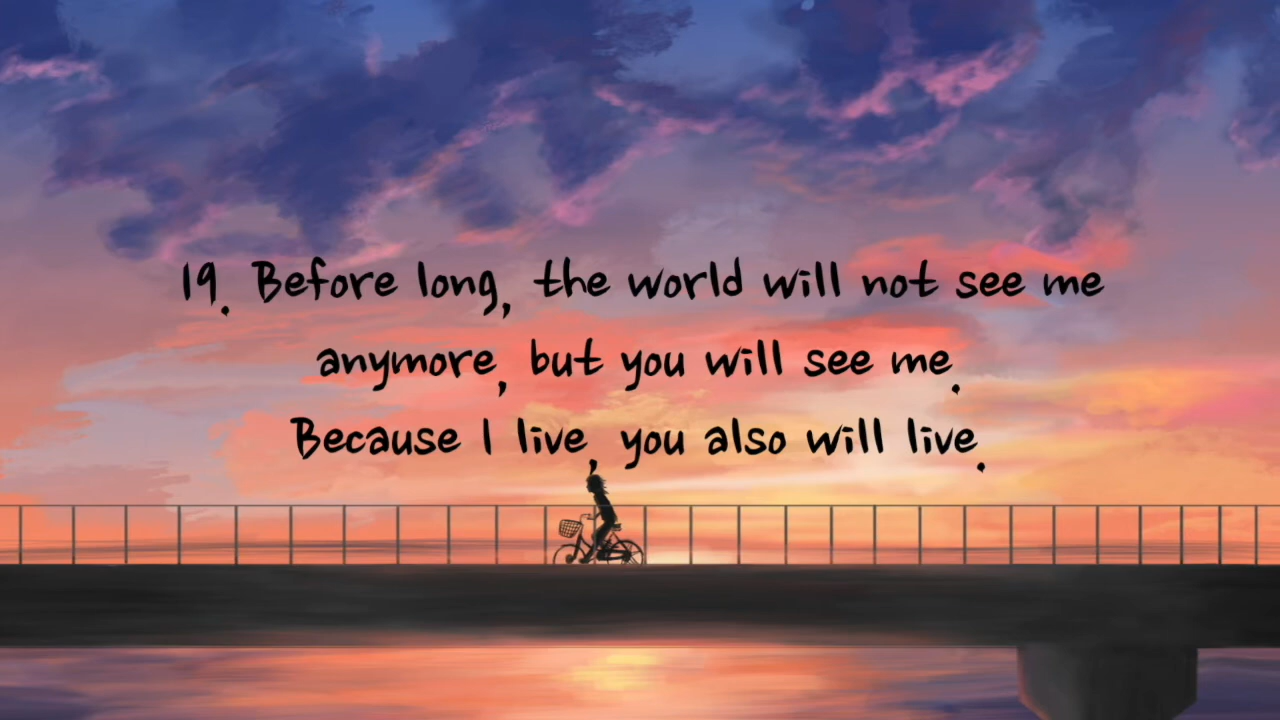 19. Before long, the world will not see me
anymore, but you will see me.
Because I live, you also will live.